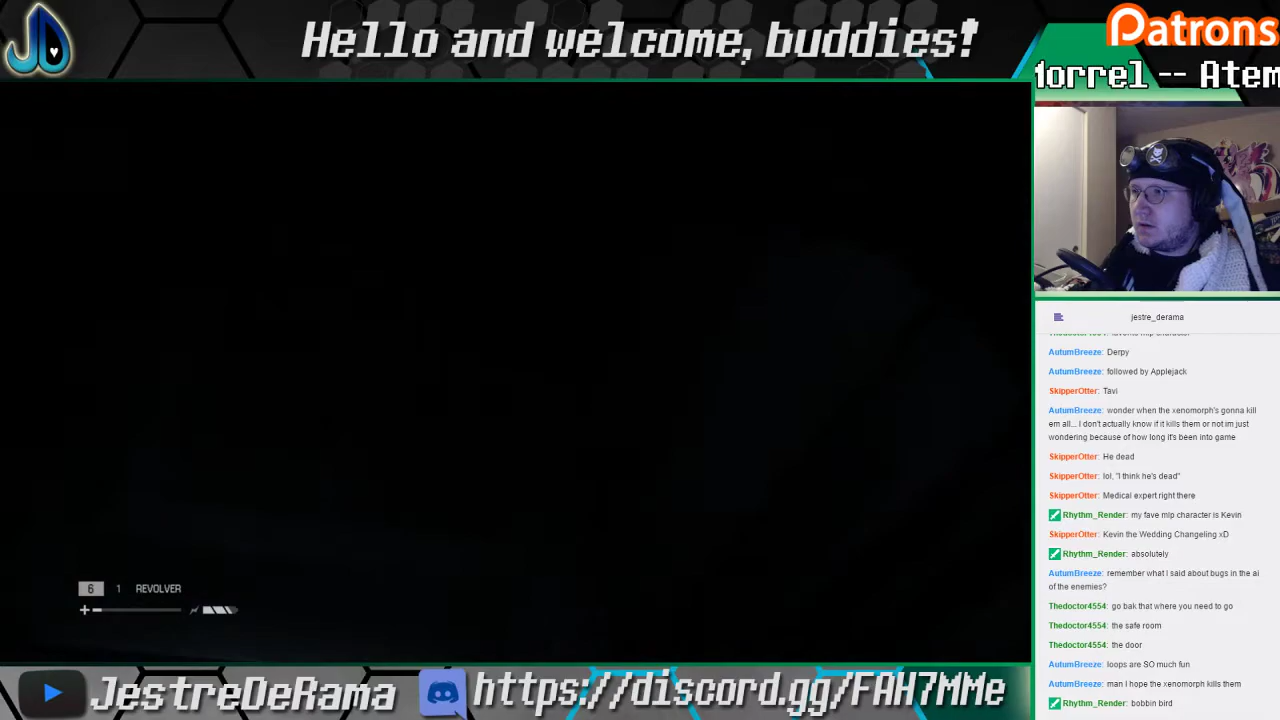 JD
Hello and welcome, buddies!
Patrons
Morrel -- Atem
jestre_derama
AutumBreeze: Derpy
AutumBreeze: followed by Applejack
SkipperOtter: Tavi
AutumBreeze: wonder when the xenomorph's gonna kill
em all... I don't actually know if it kills them or not im just
wondering because of how long it's been into game
SkipperOtter: He dead
SkipperOtter: lol, "I think he's dead"
SkipperOtter: Medical expert right there
Rhythm_Render: my fave mlp character is Kevin
SkipperOtter: Kevin the Wedding Changeling xD
Rhythm_Render: absolutely
AutumBreeze: remember what I said about bugs in the ai
of the enemies?
Thedoctor4554: go bak that where you need to go
Thedoctor4554: the safe room
Thedoctor4554: the door
AutumBreeze: loops are SO much fun
AutumBreeze: man I hope the xenomorph kills them
Rhythm_Render: bobbin bird
6 1 REVOLVER
JestreDeRama
https://discord.gg/FAH7MMe